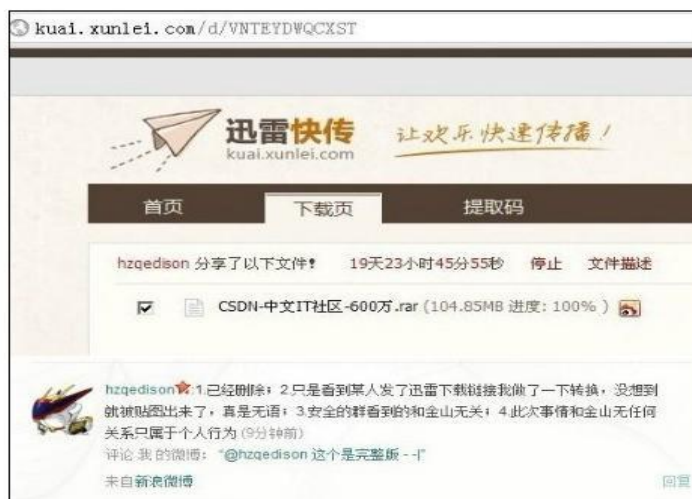 kuai.xunlei.com/d/VNTEYDWQCXST
迅雷快传
kuai.xunlei.com
让欢乐快速传播!
首页 下载页 提取码
hzqedison 分享了以下文件! 19天23小时45分55秒 停止 文件描述
CSDN-中文IT社区-600万.rar (104.85MB 进度: 100% )
hzqedison:1.已经删除;2.只是看到某人发了迅雷下载链接我做了一下转换,没想到
就被贴图出来了,真是无语;3.安全的群看到的和金山无关;4.此次事情和金山无任何
关系只属于个人行为 (9分钟前)
评论我的微博: “@hzqedison 这个是完整版 - -|”
来自新浪微博 回复